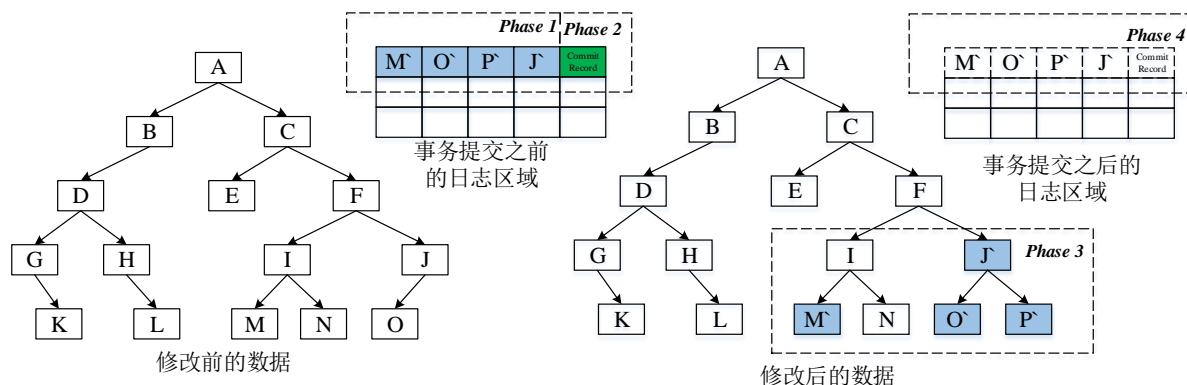 Phase 1
Phase 2
M` O` P` J` Commit Record
事务提交之前
的日志区域
A
B C
D E F
G H I J
K L M N O
修改前的数据
Phase 4
M` O` P` J` Commit Record
事务提交之后的
日志区域
A
B C
D E F
Phase 3
G H I J`
K L M` N O` P`
修改后的数据